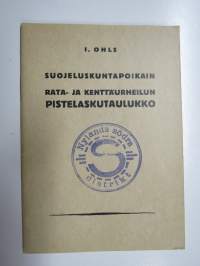 I. OHLS
SUOJELUSKUNTAPOIKAIN
RATA- JA KENTTÄURHEILUN
PISTELASKUTAULUKKO
Nylands södra
S
distrikt